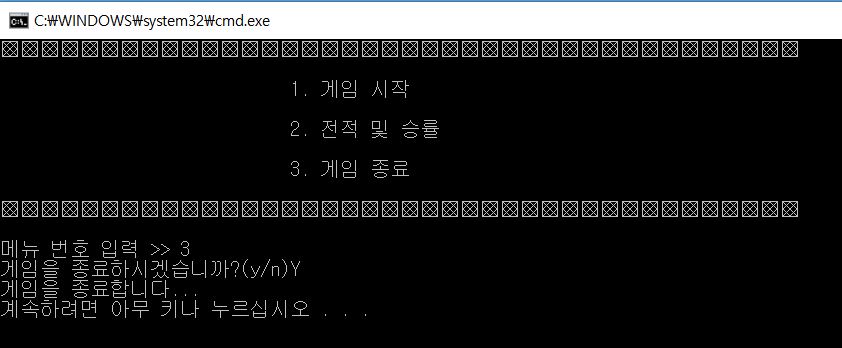 C:₩WINDOWS₩system32₩cmd.exe
▩▩▩▩▩▩▩▩▩▩▩▩▩▩▩▩▩▩▩▩▩▩▩▩▩▩▩▩▩▩▩▩▩▩▩▩▩▩▩▩
1. 게임 시작
2. 전적 및 승률
3. 게임 종료
▩▩▩▩▩▩▩▩▩▩▩▩▩▩▩▩▩▩▩▩▩▩▩▩▩▩▩▩▩▩▩▩▩▩▩▩▩▩▩▩
메뉴 번호 입력 >> 3
게임을 종료하시겠습니까?(y/n)Y
게임을 종료합니다...
계속하려면 아무 키나 누르십시오 . . .